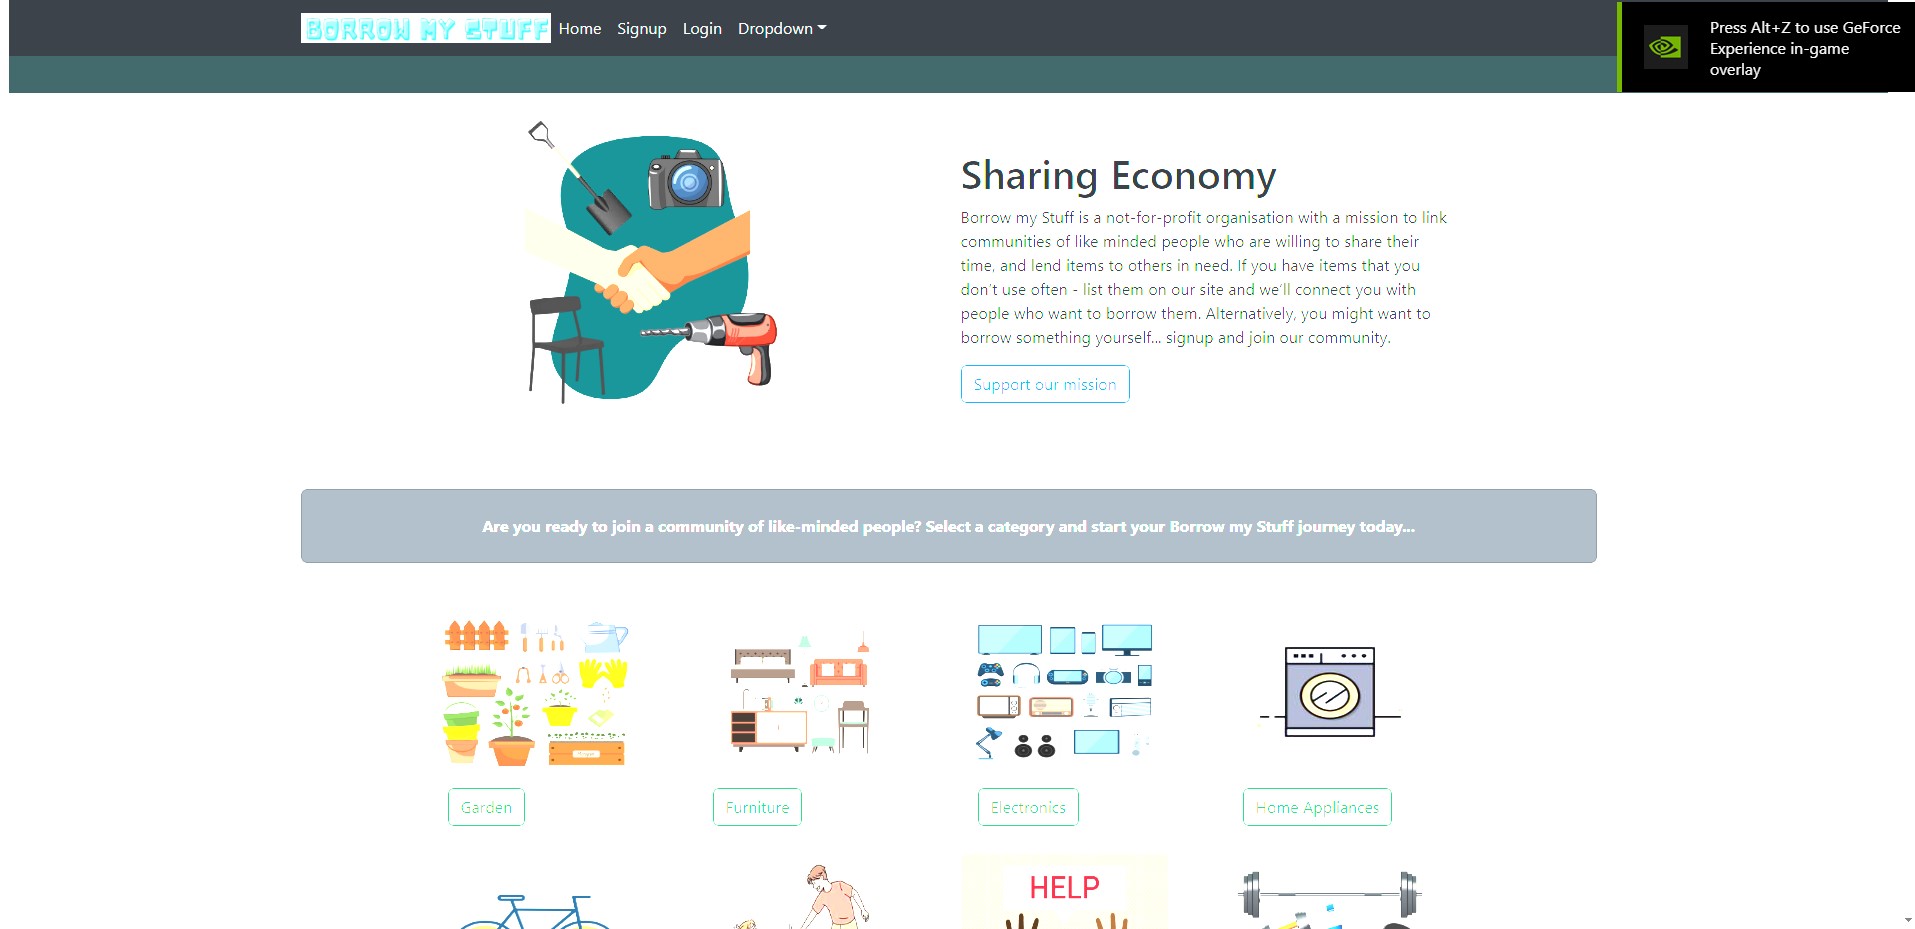 BORROW MY STUFF Home Signup Login Dropdown
Press Alt+Z to use GeForce
Experience in-game
overlay
Sharing Economy
Borrow my Stuff is a not-for-profit organisation with a mission to link
communities of like minded people who are willing to share their
time, and lend items to others in need. If you have items that you
don't use often - list them on our site and we'll connect you with
people who want to borrow them. Alternatively, you might want to
borrow something yourself... signup and join our community.
Support our mission
Are you ready to join a community of like-minded people? Select a category and start your Borrow my Stuff journey today...
Garden
Furniture
Electronics
Home Appliances
HELP